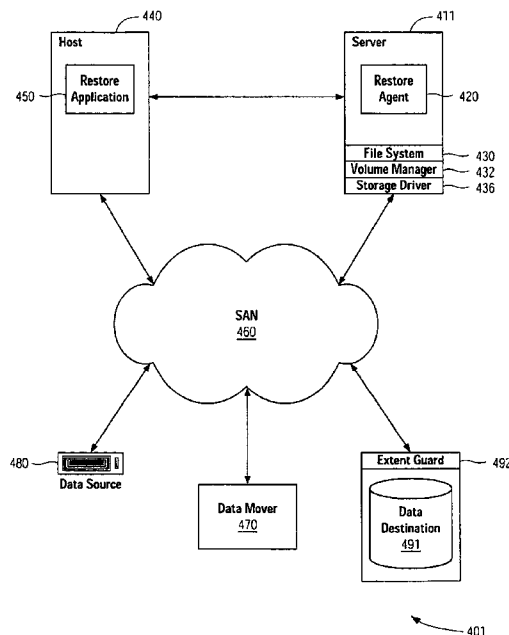 440
411
Host
Server
Restore
Application
450
Restore
Agent
420
File System
430
Volume Manager
432
Storage Driver
436
SAN
460
480
Data Source
Data Mover
470
Extent Guard
492
Data
Destination
491
401